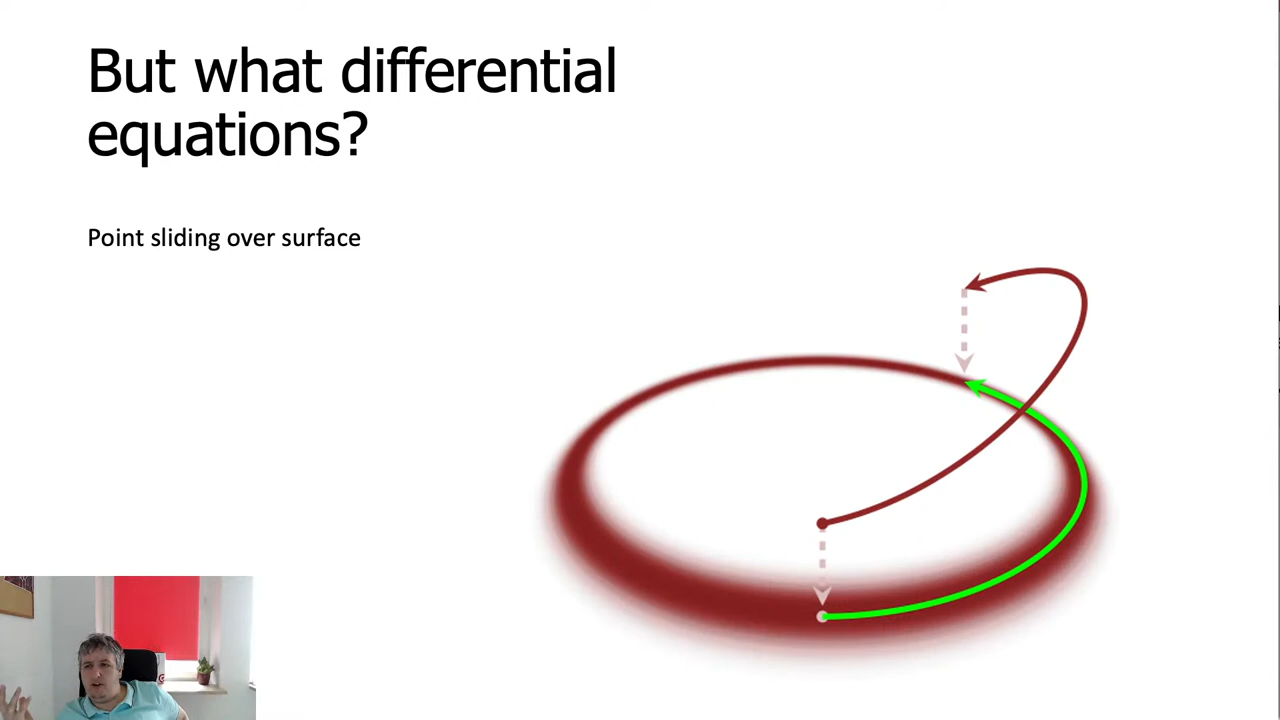 But what differential
equations?
Point sliding over surface